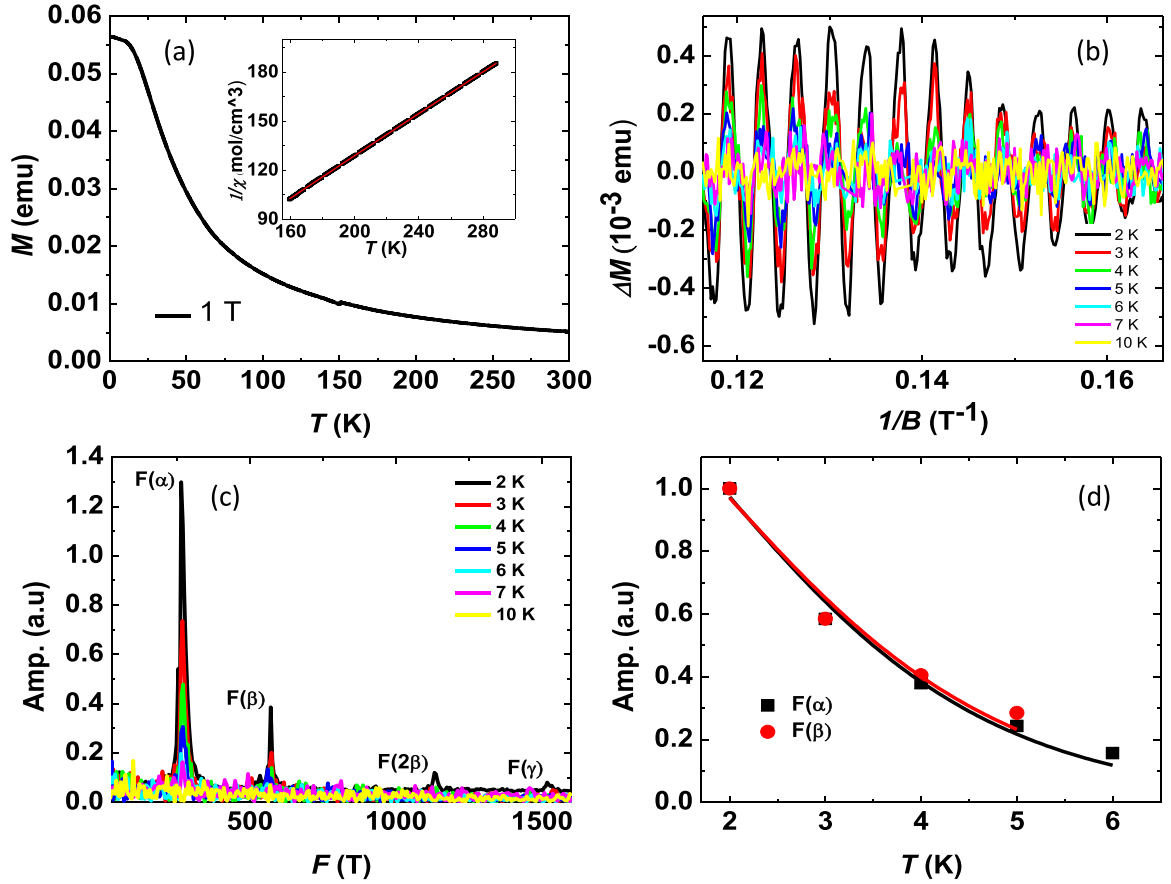 (a)
M (emu)
0.06
0.05
0.04
0.03
0.02
0.01
0.00
0 50 100 150 200 250 300
T (K)
1 T
1/χ mol/cm^3)
180
150
120
90
160 200 240 280
T (K)
(b)
ΔM (10⁻³ emu)
0.4
0.2
0.0
-0.2
-0.4
-0.6
0.12 0.14 0.16
1/B (T⁻¹)
2 K
3 K
4 K
5 K
6 K
7 K
10 K
(c)
Amp. (a.u)
1.4
1.2
1.0
0.8
0.6
0.4
0.2
0.0
500 1000 1500
F (T)
F(α)
F(β)
F(2β)
F(γ)
2 K
3 K
4 K
5 K
6 K
7 K
10 K
(d)
Amp. (a.u)
1.0
0.8
0.6
0.4
0.2
0.0
2 3 4 5 6
T (K)
F(α)
F(β)